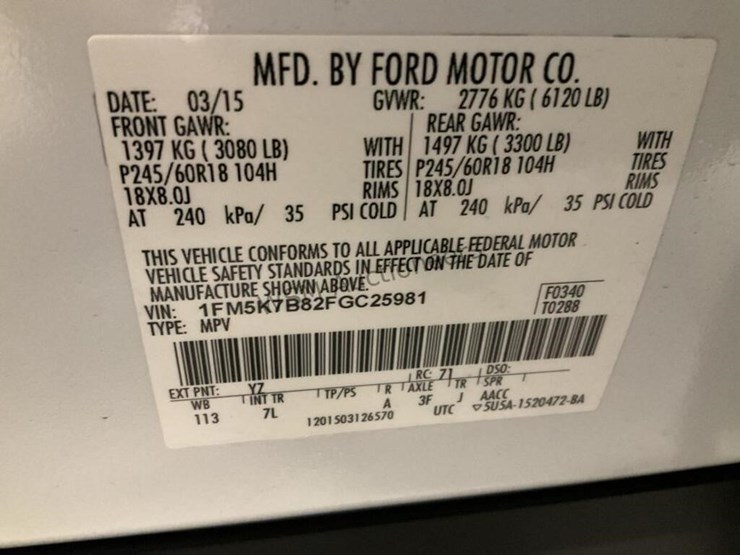 MFD. BY FORD MOTOR CO.
DATE: 03/15 GVWR: 2776 KG ( 6120 LB)
FRONT GAWR: REAR GAWR:
1397 KG ( 3080 LB) WITH 1497 KG ( 3300 LB) WITH
P245/60R18 104H TIRES P245/60R18 104H TIRES
18X8.0J RIMS 18X8.0J RIMS
AT 240 kPa/ 35 PSI COLD AT 240 kPa/ 35 PSI COLD
THIS VEHICLE CONFORMS TO ALL APPLICABLE FEDERAL MOTOR
VEHICLE SAFETY STANDARDS IN EFFECT ON THE DATE OF
MANUFACTURE SHOWN ABOVE.
VIN: 1FM5K7B82FGC25981 F0340
TYPE: MPV T0288
EXT PNT: YZ RC: 71 DSO:
WB INT TR TP/PS R AXLE TR SPR
113 7L A 3F J AACC
1201503126570 UTC ▽5USA-1520472-BA